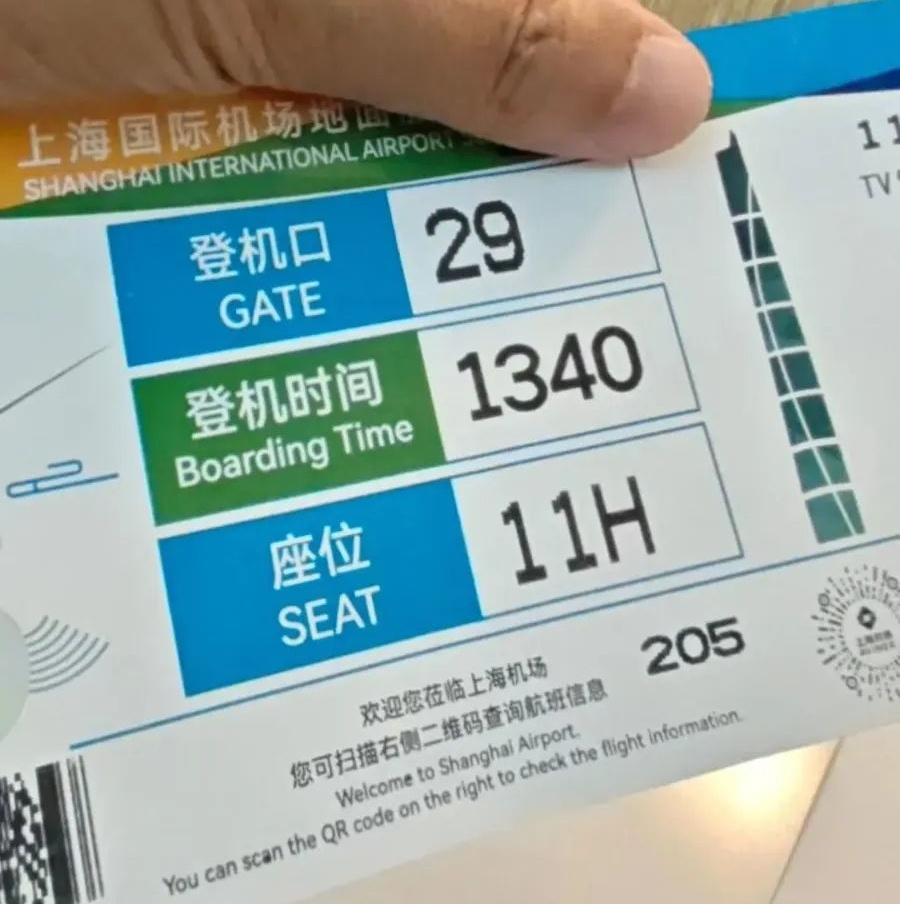 上海国际机场地面
SHANGHAI INTERNATIONAL AIRPORT
登机口
GATE
29
登机时间
Boarding Time
1340
座位
SEAT
11H
11
TV
205
欢迎您莅临上海机场
您可扫描右侧二维码查询航班信息
Welcome to Shanghai Airport.
You can scan the QR code on the right to check the flight information.